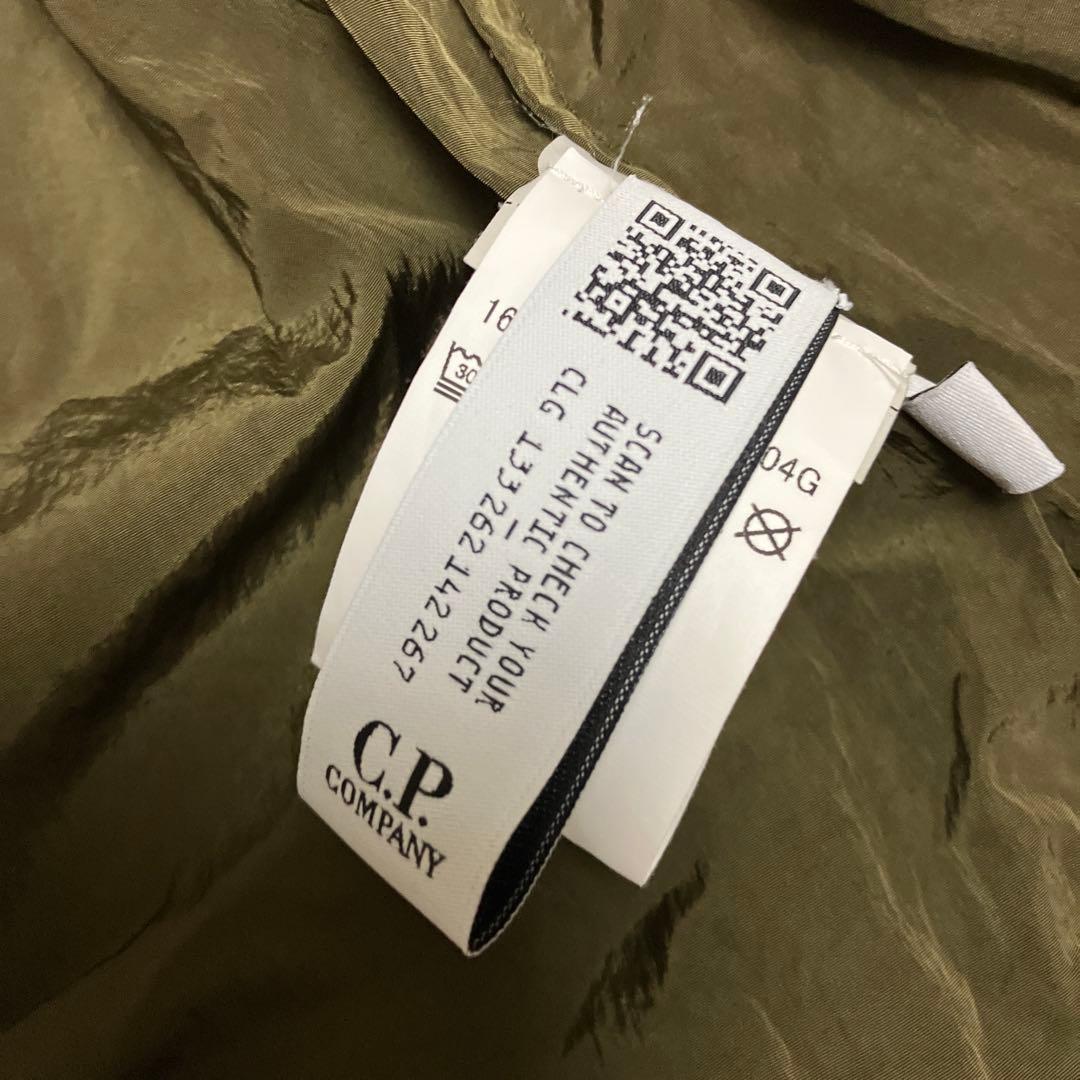 SCAN TO CHECK YOUR
AUTHENTIC PRODUCT
CLG 133262142267
C.P.
COMPANY
16
30
04G